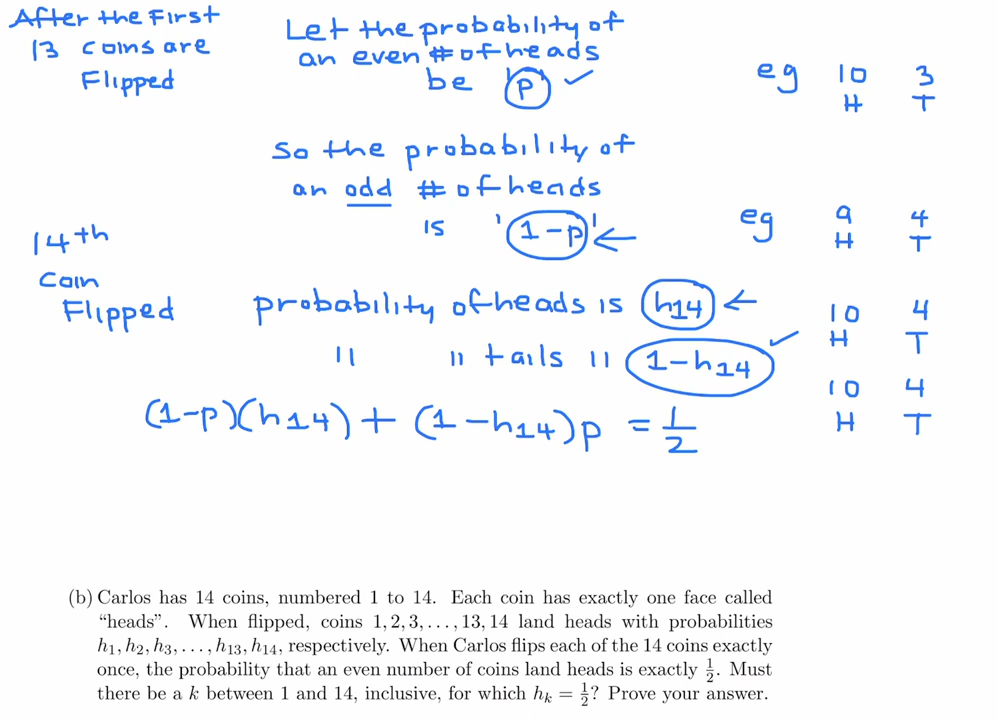 After the First
13 coins are
Flipped
Let the probability of
an even # of heads
be p ✓
eg 10 3
H T
So the probability of
an odd # of heads
is '1-p' ←
eg 9 4
H T
14th
Coin
Flipped
probability of heads is h14 ←
10 4
H T
" " tails " 1-h14 ✓
10 4
H T
(1-p)(h14) + (1-h14)p = 1/2
(b) Carlos has 14 coins, numbered 1 to 14. Each coin has exactly one face called
“heads”. When flipped, coins 1, 2, 3, . . . , 13, 14 land heads with probabilities
h₁, h₂, h₃, . . . , h₁₃, h₁₄, respectively. When Carlos flips each of the 14 coins exactly
once, the probability that an even number of coins land heads is exactly 1/2. Must
there be a k between 1 and 14, inclusive, for which hₖ = 1/2? Prove your answer.